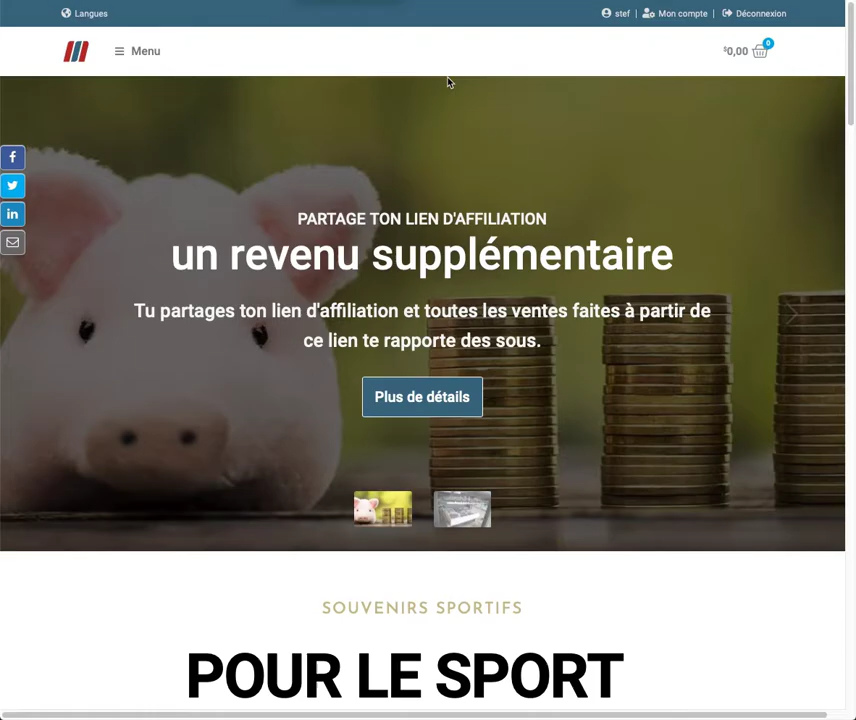 Langues
stef | Mon compte | Déconnexion
Menu
$0,00 0
PARTAGE TON LIEN D'AFFILIATION
un revenu supplémentaire
Tu partages ton lien d'affiliation et toutes les ventes faites à partir de
ce lien te rapporte des sous.
Plus de détails
SOUVENIRS SPORTIFS
POUR LE SPORT